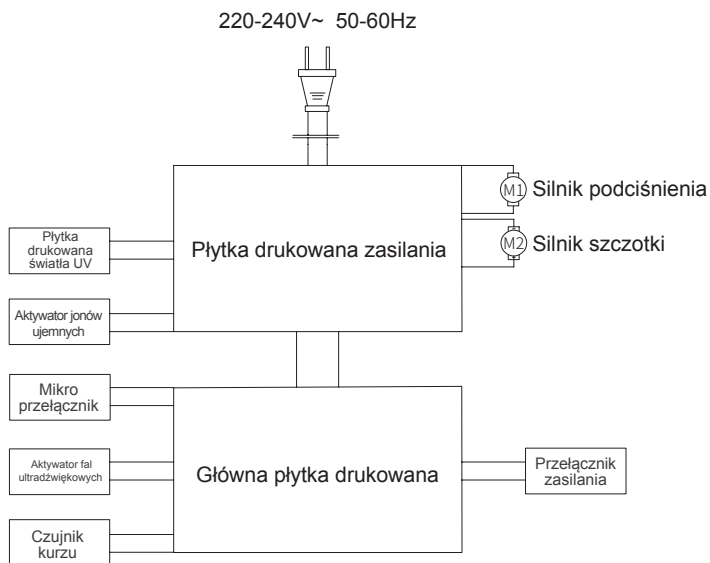 220-240V~ 50-60Hz
M1 Silnik podciśnienia
M2 Silnik szczotki
Płytka drukowana zasilania
Płytka
drukowana
światła UV
Aktywator jonów
ujemnych
Mikro
przełącznik
Aktywator fal
ultradźwiękowych
Główna płytka drukowana
Przełącznik
zasilania
Czujnik
kurzu